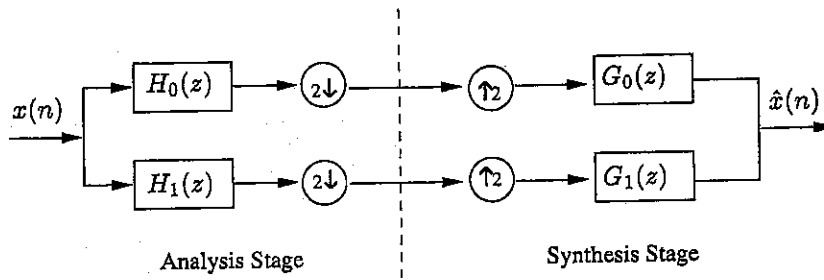 H₀(z)
2↓
↑2
G₀(z)
x(n)
x̂(n)
H₁(z)
2↓
↑2
G₁(z)
Analysis Stage
Synthesis Stage